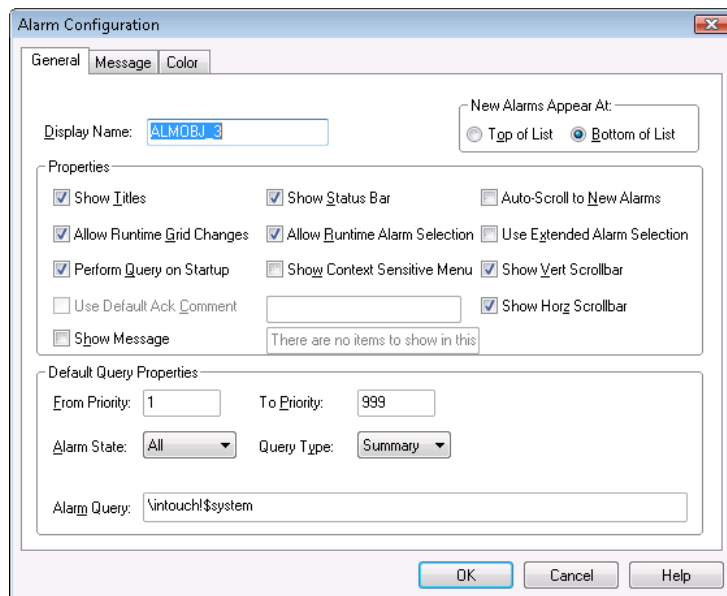 Alarm Configuration
General Message Color
New Alarms Appear At:
Display Name: ALMOBJ_3 Top of List Bottom of List
Properties
Show Titles Show Status Bar Auto-Scroll to New Alarms
Allow Runtime Grid Changes Allow Runtime Alarm Selection Use Extended Alarm Selection
Perform Query on Startup Show Context Sensitive Menu Show Vert Scrollbar
Use Default Ack Comment Show Horz Scrollbar
Show Message There are no items to show in this
Default Query Properties
From Priority: 1 To Priority: 999
Alarm State: All Query Type: Summary
Alarm Query: \intouch!$system
OK Cancel Help